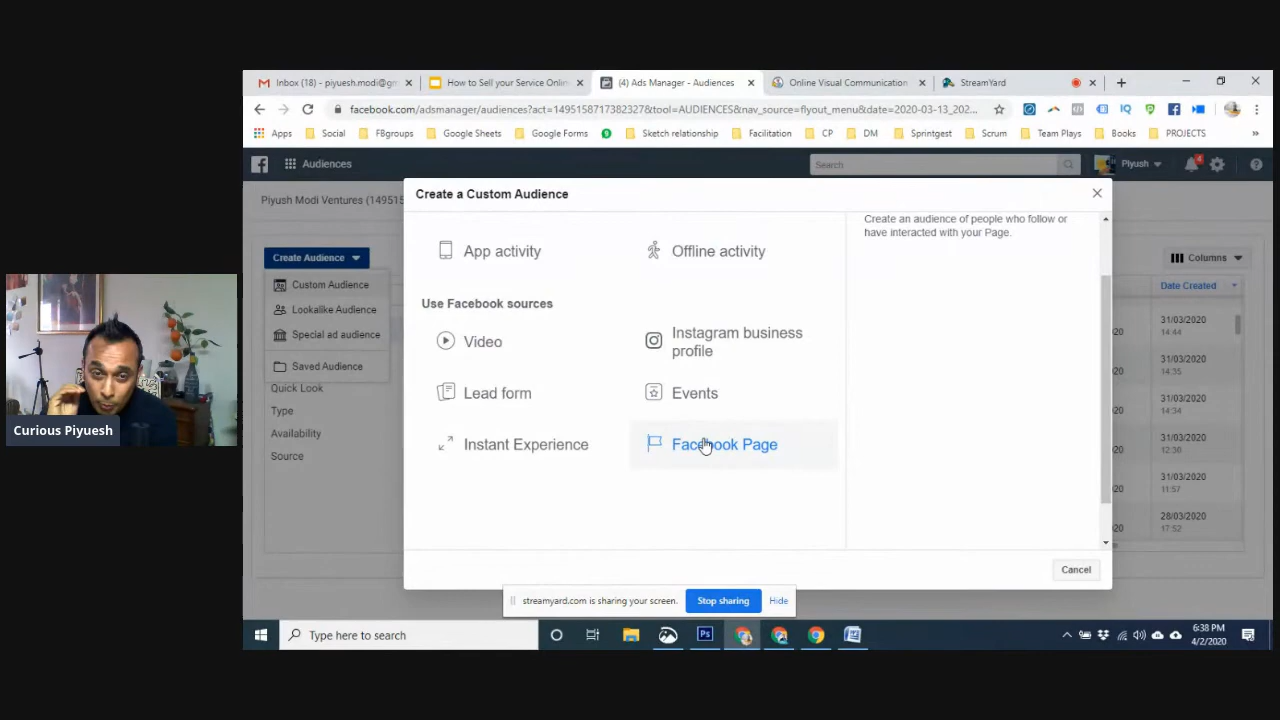 Inbox (18) - piyuesh.modi@gm
How to Sell your Service Onlin
(4) Ads Manager - Audiences
Online Visual Communication
StreamYard
facebook.com/adsmanager/audiences?act=1495158717382327&tool=AUDIENCES&nav_source=flyout_menu&date=2020-03-13_202...
Apps
Social
FBgroups
Google Sheets
Google Forms
Sketch relationship
Facilitation
CP
DM
Sprintgest
Scrum
Team Plays
Books
PROJECTS
Audiences
Search
Piyush
Piyush Modi Ventures (149515
Create a Custom Audience
Create an audience of people who follow or
have interacted with your Page.
Create Audience
Custom Audience
Lookalike Audience
Special ad audience
Saved Audience
Quick Look
Type
Availability
Source
App activity
Offline activity
Use Facebook sources
Video
Instagram business
profile
Lead form
Events
Instant Experience
Facebook Page
Cancel
Columns
Date Created
31/03/2020
14:44
31/03/2020
14:35
31/03/2020
14:34
31/03/2020
12:30
31/03/2020
11:57
28/03/2020
17:52
Curious Piyuesh
streamyard.com is sharing your screen.
Stop sharing
Hide
Type here to search
Ps
6:38 PM
4/2/2020